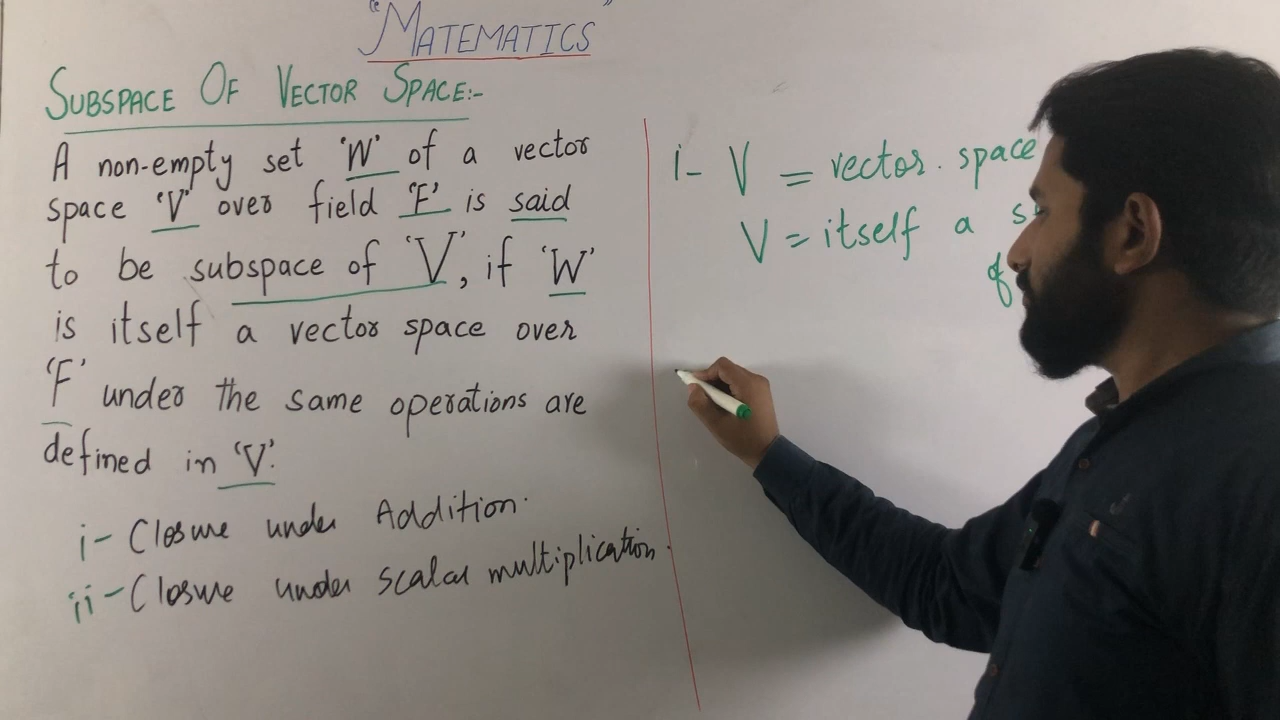 "MATEMATICS"
SUBSPACE OF VECTOR SPACE:-
A non-empty set 'W' of a vector
space 'V' over field 'F' is said
to be subspace of 'V', if 'W'
is itself a vector space over
'F' under the same operations are
defined in 'V'.
i- Closure under Addition.
ii- Closure under scalar multiplication.
i- V = vector. space
V = itself a